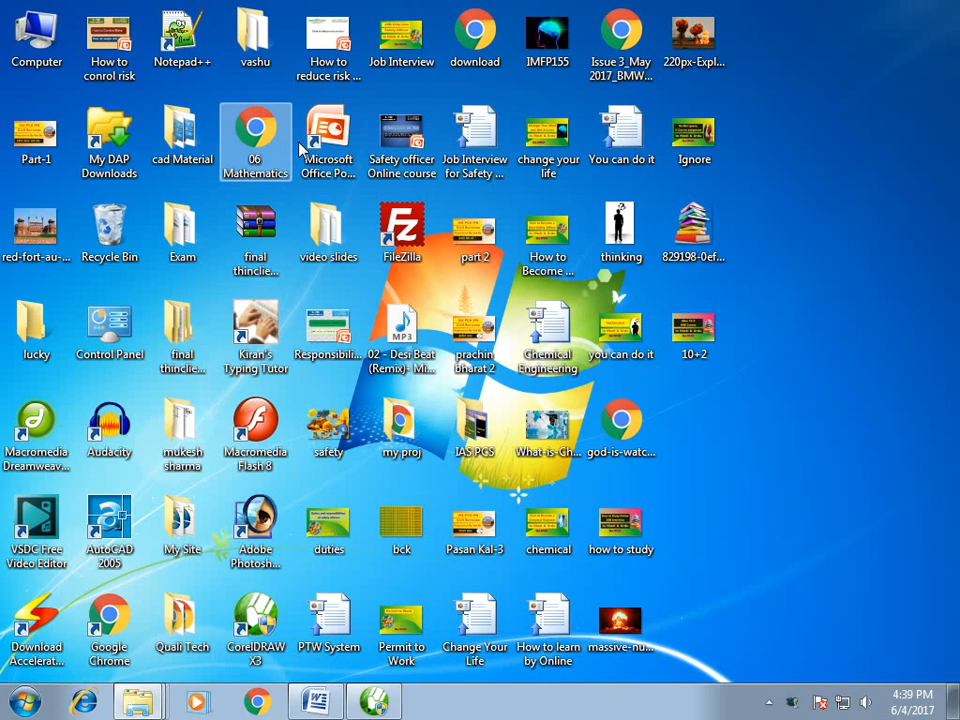 Computer
How to
conrol risk
Notepad++
vashu
How to
reduce risk ...
Job Interview
download
IMFP155
Issue 3_May
2017_BMW...
220px-Expl...
Part-1
My DAP
Downloads
cad Material
06
Mathematics
Microsoft
Office Po...
Safety officer
Online course
Job Interview
for Safety ...
change your
life
You can do it
Ignore
red-fort-au-...
Recycle Bin
Exam
final
thinclie...
video slides
FileZilla
part 2
How to
Become ...
thinking
829198-0ef...
lucky
Control Panel
final
thinclie...
Kiran's
Typing Tutor
Responsibili...
02 - Desi Beat
(Remix)- Mi...
prachin
bharat 2
Chemical
Engineering
you can do it
10+2
Macromedia
Dreamweav...
Audacity
mukesh
sharma
Macromedia
Flash 8
safety
my proj
IAS PCS
What-is-Ch...
god-is-watc...
VSDC Free
Video Editor
AutoCAD
2005
My Site
Adobe
Photosh...
duties
bck
Pasan Kal-3
chemical
how to study
Download
Accelerat...
Google
Chrome
Quali Tech
CorelDRAW
X3
PTW System
Permit to
Work
Change Your
Life
How to learn
by Online
massive-nu...
4:39 PM
6/4/2017